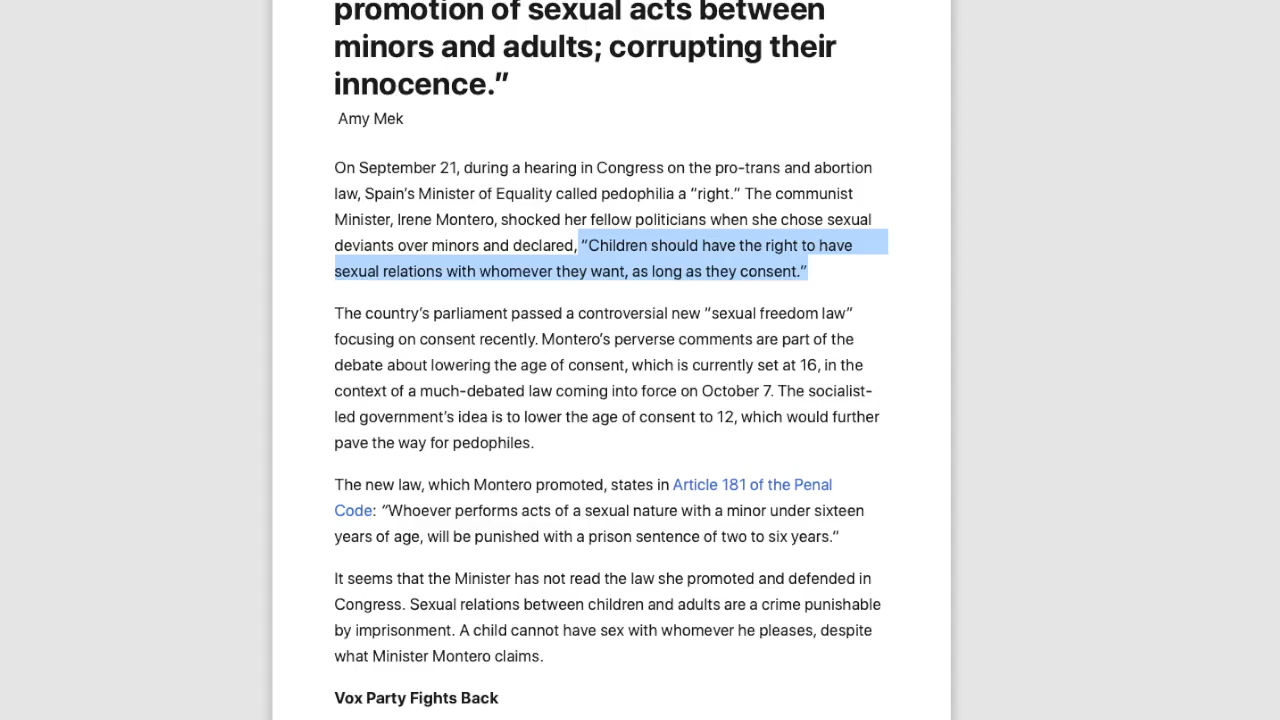 promotion of sexual acts between
minors and adults; corrupting their
innocence.”
Amy Mek
On September 21, during a hearing in Congress on the pro-trans and abortion
law, Spain’s Minister of Equality called pedophilia a “right.” The communist
Minister, Irene Montero, shocked her fellow politicians when she chose sexual
deviants over minors and declared, “Children should have the right to have
sexual relations with whomever they want, as long as they consent.”
The country’s parliament passed a controversial new “sexual freedom law”
focusing on consent recently. Montero’s perverse comments are part of the
debate about lowering the age of consent, which is currently set at 16, in the
context of a much-debated law coming into force on October 7. The socialist-
led government’s idea is to lower the age of consent to 12, which would further
pave the way for pedophiles.
The new law, which Montero promoted, states in Article 181 of the Penal
Code: “Whoever performs acts of a sexual nature with a minor under sixteen
years of age, will be punished with a prison sentence of two to six years.”
It seems that the Minister has not read the law she promoted and defended in
Congress. Sexual relations between children and adults are a crime punishable
by imprisonment. A child cannot have sex with whomever he pleases, despite
what Minister Montero claims.
Vox Party Fights Back